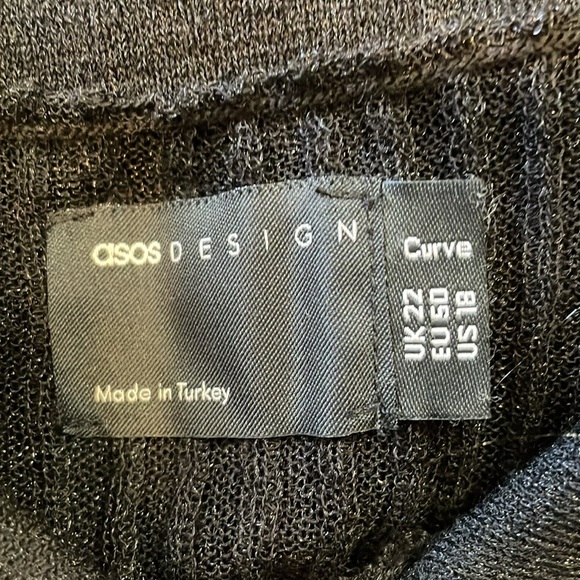 asos DESIGN
Made in Turkey
Curve
UK 22
EU 50
US 18